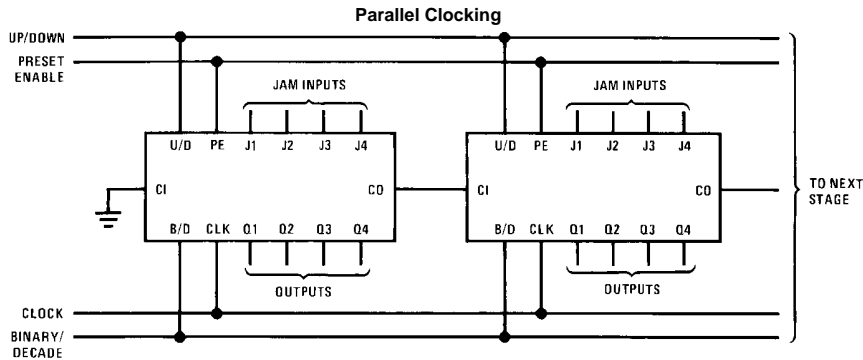 Parallel Clocking
UP/DOWN
PRESET
ENABLE
JAM INPUTS
JAM INPUTS
U/D PE J1 J2 J3 J4
U/D PE J1 J2 J3 J4
CI CO
CI CO
TO NEXT
STAGE
B/D CLK Q1 Q2 Q3 Q4
B/D CLK Q1 Q2 Q3 Q4
OUTPUTS
OUTPUTS
CLOCK
BINARY/
DECADE